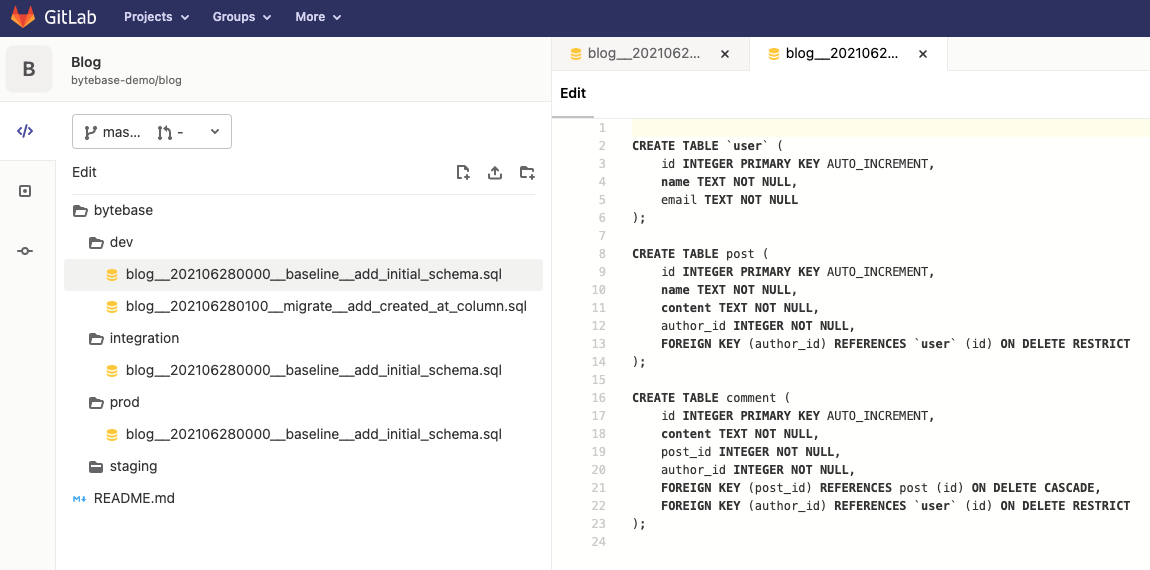 GitLab Projects Groups More
B
Blog
bytebase-demo/blog
mas... -
Edit
bytebase
dev
blog__202106280000__baseline__add_initial_schema.sql
blog__202106280100__migrate__add_created_at_column.sql
integration
blog__202106280000__baseline__add_initial_schema.sql
prod
blog__202106280000__baseline__add_initial_schema.sql
staging
README.md
blog__2021062... × blog__2021062... ×
Edit
1
2 CREATE TABLE `user` (
3 id INTEGER PRIMARY KEY AUTO_INCREMENT,
4 name TEXT NOT NULL,
5 email TEXT NOT NULL
6 );
7
8 CREATE TABLE post (
9 id INTEGER PRIMARY KEY AUTO_INCREMENT,
10 name TEXT NOT NULL,
11 content TEXT NOT NULL,
12 author_id INTEGER NOT NULL,
13 FOREIGN KEY (author_id) REFERENCES `user` (id) ON DELETE RESTRICT
14 );
15
16 CREATE TABLE comment (
17 id INTEGER PRIMARY KEY AUTO_INCREMENT,
18 content TEXT NOT NULL,
19 post_id INTEGER NOT NULL,
20 author_id INTEGER NOT NULL,
21 FOREIGN KEY (post_id) REFERENCES post (id) ON DELETE CASCADE,
22 FOREIGN KEY (author_id) REFERENCES `user` (id) ON DELETE RESTRICT
23 );
24